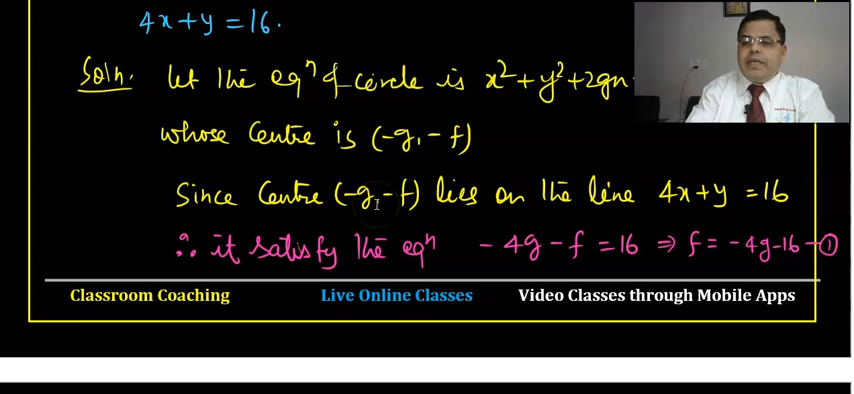 4x+y=16.
Soln. Let the eqⁿ of circle is x²+y²+2gx
whose Centre is (-g, -f)
Since Centre (-g, -f) lies on the line 4x+y=16
∴ it satisfy the eqⁿ -4g-f=16 ⇒ f=-4g-16-①
Classroom Coaching Live Online Classes Video Classes through Mobile Apps